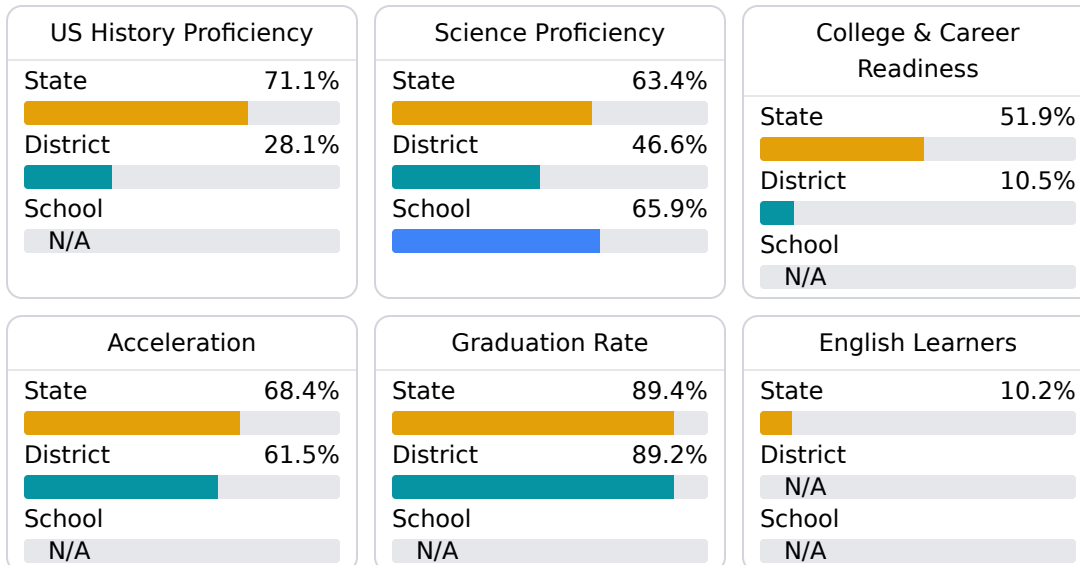 US History Proficiency
State 71.1%
District 28.1%
School
N/A
Science Proficiency
State 63.4%
District 46.6%
School 65.9%
College & Career
Readiness
State 51.9%
District 10.5%
School
N/A
Acceleration
State 68.4%
District 61.5%
School
N/A
Graduation Rate
State 89.4%
District 89.2%
School
N/A
English Learners
State 10.2%
District
N/A
School
N/A